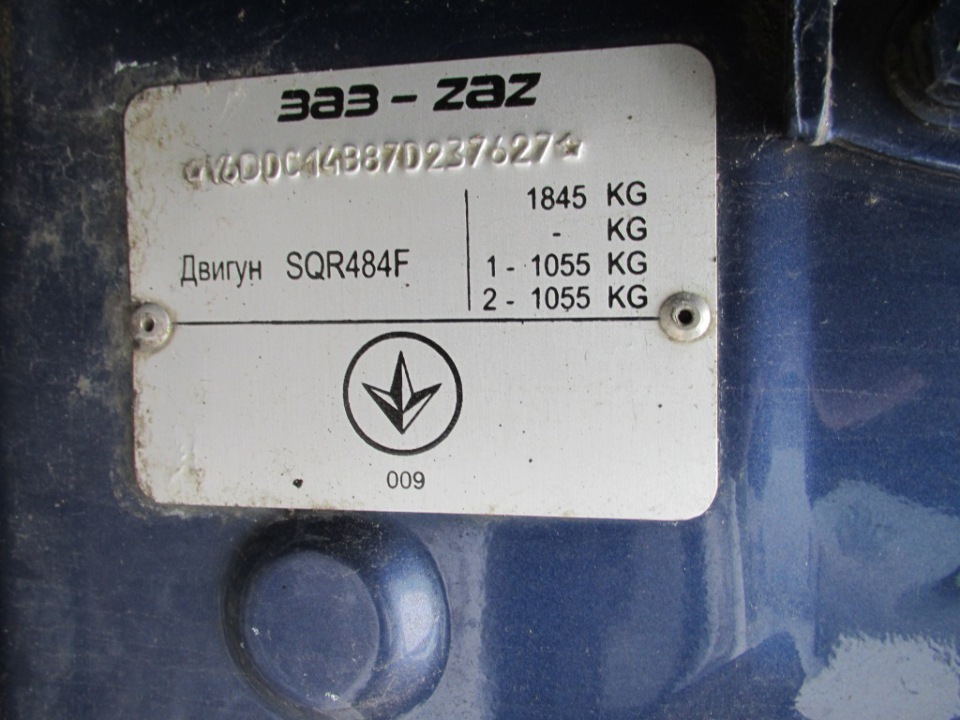 ЗАЗ - ZAZ
★Y6DDC14B87D237627★
1845 KG
- KG
Двигун SQR484F
1 - 1055 KG
2 - 1055 KG
009